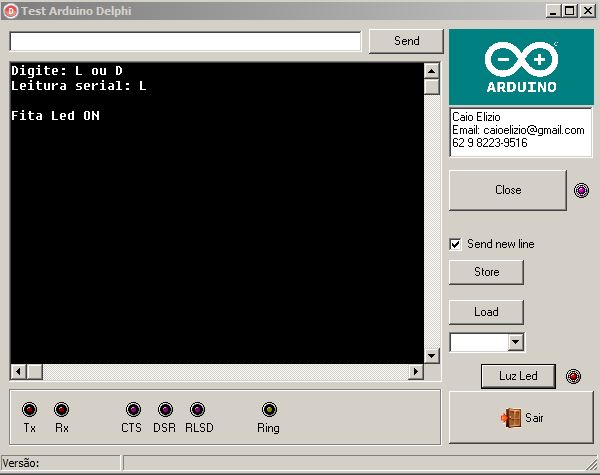 Test Arduino Delphi
Send
Digite: L ou D
Leitura serial: L
Fita Led ON
ARDUINO
Caio Elizio
Email: caioelizio@gmail.com
62 9 8223-9516
Close
Send new line
Store
Load
Luz Led
Tx Rx CTS DSR RLSD Ring
Sair
Versão: